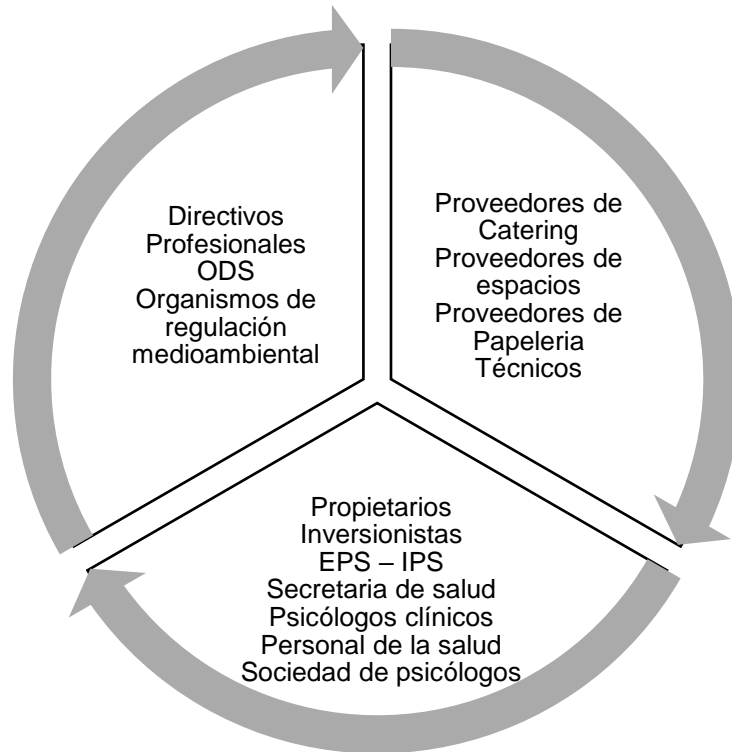 Directivos
Profesionales
ODS
Organismos de
regulación
medioambiental
Proveedores de
Catering
Proveedores de
espacios
Proveedores de
Papeleria
Técnicos
Propietarios
Inversionistas
EPS – IPS
Secretaria de salud
Psicólogos clínicos
Personal de la salud
Sociedad de psicólogos